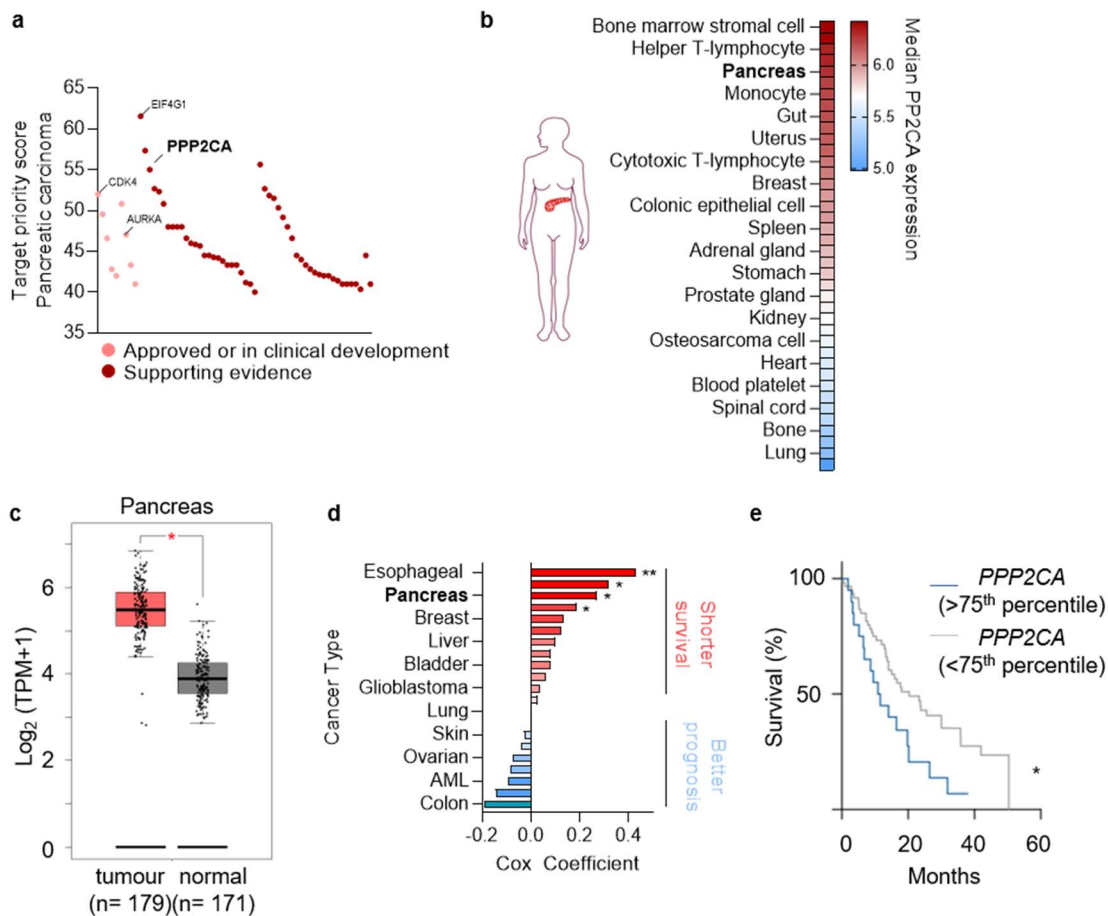 a
65
60
55
50
45
40
35
Target priority score
Pancreatic carcinoma
EIF4G1
PPP2CA
CDK4
AURKA
Approved or in clinical development
Supporting evidence
b
Bone marrow stromal cell
Helper T-lymphocyte
Pancreas
Monocyte
Gut
Uterus
Cytotoxic T-lymphocyte
Breast
Colonic epithelial cell
Spleen
Adrenal gland
Stomach
Prostate gland
Kidney
Osteosarcoma cell
Heart
Blood platelet
Spinal cord
Bone
Lung
6.0
5.5
5.0
Median PP2CA expression
c
Pancreas
*
6
4
2
0
Log₂ (TPM+1)
tumour normal
(n= 179)(n= 171)
d
Cancer Type
Esophageal
Pancreas
Breast
Liver
Bladder
Glioblastoma
Lung
Skin
Ovarian
AML
Colon
**
*
*
*
Shorter
survival
Better
prognosis
-0.2 0.0 0.2 0.4
Cox Coefficient
e
100
50
Survival (%)
PPP2CA
(>75th percentile)
PPP2CA
(<75th percentile)
*
0 20 40 60
Months